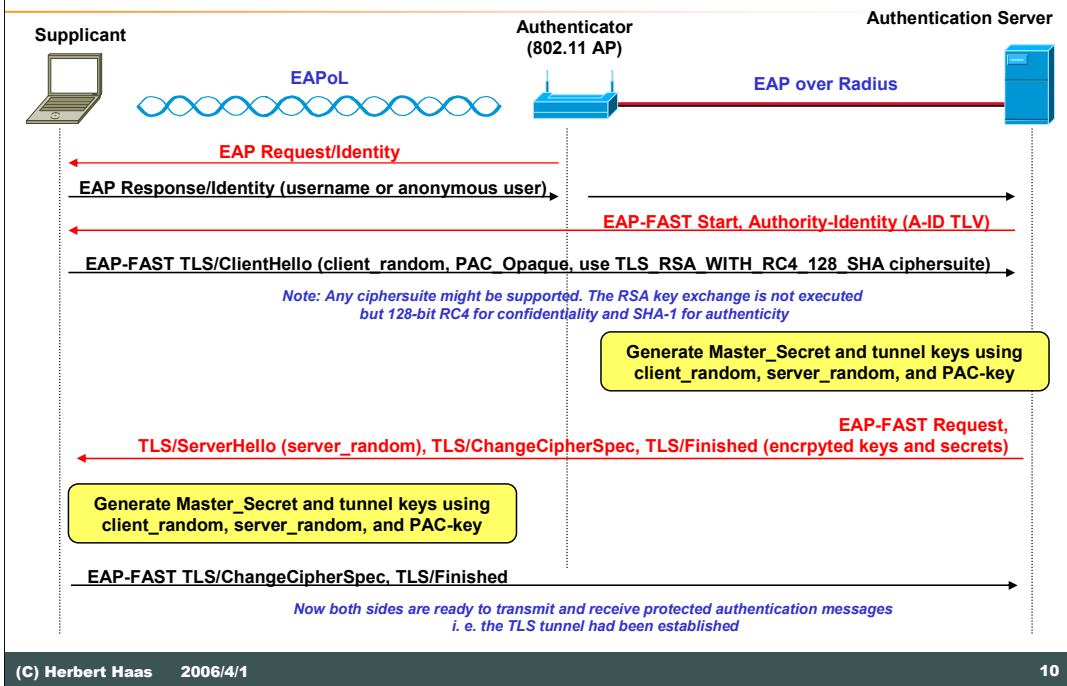 Supplicant
Authenticator
(802.11 AP)
Authentication Server
EAPoL
EAP over Radius
EAP Request/Identity
EAP Response/Identity (username or anonymous user)
EAP-FAST Start, Authority-Identity (A-ID TLV)
EAP-FAST TLS/ClientHello (client_random, PAC_Opaque, use TLS_RSA_WITH_RC4_128_SHA ciphersuite)
Note: Any ciphersuite might be supported. The RSA key exchange is not executed
but 128-bit RC4 for confidentiality and SHA-1 for authenticity
Generate Master_Secret and tunnel keys using
client_random, server_random, and PAC-key
EAP-FAST Request,
TLS/ServerHello (server_random), TLS/ChangeCipherSpec, TLS/Finished (encrpyted keys and secrets)
Generate Master_Secret and tunnel keys using
client_random, server_random, and PAC-key
EAP-FAST TLS/ChangeCipherSpec, TLS/Finished
Now both sides are ready to transmit and receive protected authentication messages
i. e. the TLS tunnel had been established
(C) Herbert Haas 2006/4/1
10